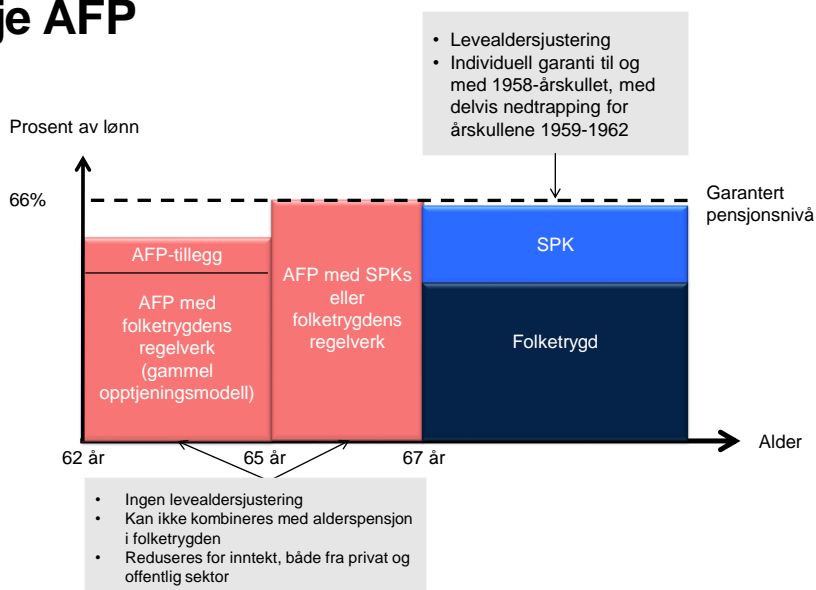 je AFP
• Levealdersjustering
• Individuell garanti til og
med 1958-årskullet, med
delvis nedtrapping for
årskullene 1959-1962
Prosent av lønn
66%
Garantert
pensjonsnivå
AFP-tillegg
AFP med
folketrygdens
regelverk
(gammel
opptjeningsmodell)
AFP med SPKs
eller
folketrygdens
regelverk
SPK
Folketrygd
Alder
62 år
65 år
67 år
• Ingen levealdersjustering
• Kan ikke kombineres med alderspensjon
i folketrygden
• Reduseres for inntekt, både fra privat og
offentlig sektor